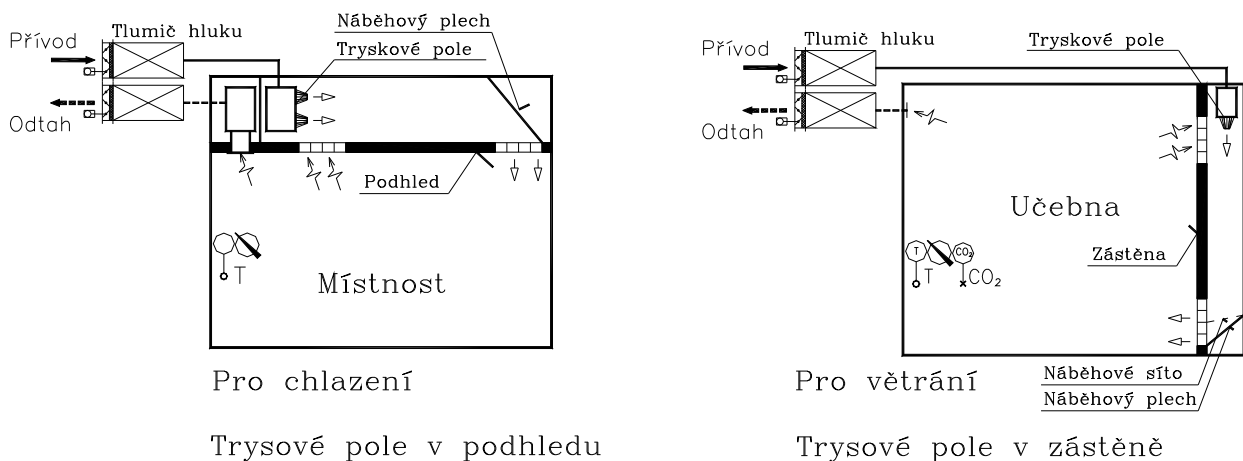 Přívod
Tlumič hluku
Náběhový plech
Tryskové pole
Odtah
Podhled
T
Místnost
Pro chlazení
Trysové pole v podhledu
Přívod
Tlumič hluku
Tryskové pole
Odtah
Učebna
Zástěna
T
CO₂
T
CO₂
Náběhové síto
Náběhový plech
Pro větrání
Trysové pole v zástěně